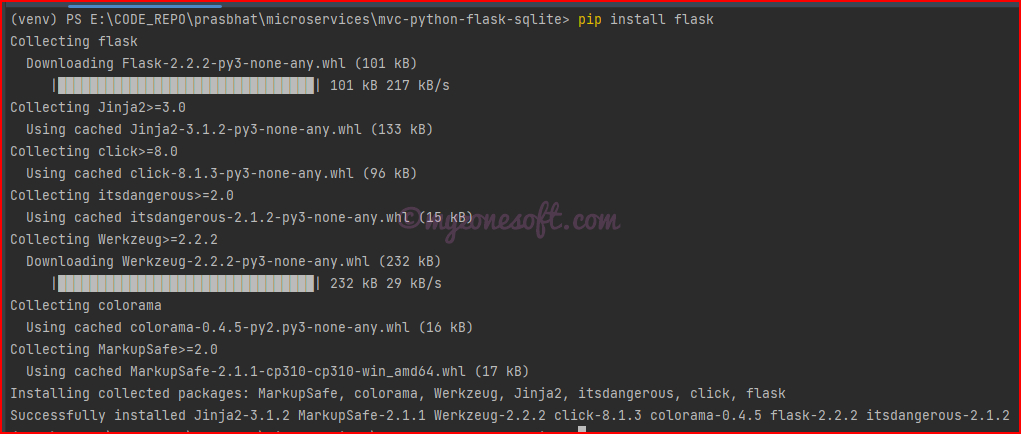 (venv) PS E:\CODE_REPO\prasbhat\microservices\mvc-python-flask-sqlite> pip install flask
Collecting flask
  Downloading Flask-2.2.2-py3-none-any.whl (101 kB)
     |████████████████████████████████| 101 kB 217 kB/s
Collecting Jinja2>=3.0
  Using cached Jinja2-3.1.2-py3-none-any.whl (133 kB)
Collecting click>=8.0
  Using cached click-8.1.3-py3-none-any.whl (96 kB)
Collecting itsdangerous>=2.0
  Using cached itsdangerous-2.1.2-py3-none-any.whl (15 kB)
©myeonesoft.com
Collecting Werkzeug>=2.2.2
  Downloading Werkzeug-2.2.2-py3-none-any.whl (232 kB)
     |████████████████████████████████| 232 kB 29 kB/s
Collecting colorama
  Using cached colorama-0.4.5-py2.py3-none-any.whl (16 kB)
Collecting MarkupSafe>=2.0
  Using cached MarkupSafe-2.1.1-cp310-cp310-win_amd64.whl (17 kB)
Installing collected packages: MarkupSafe, colorama, Werkzeug, Jinja2, itsdangerous, click, flask
Successfully installed Jinja2-3.1.2 MarkupSafe-2.1.1 Werkzeug-2.2.2 click-8.1.3 colorama-0.4.5 flask-2.2.2 itsdangerous-2.1.2